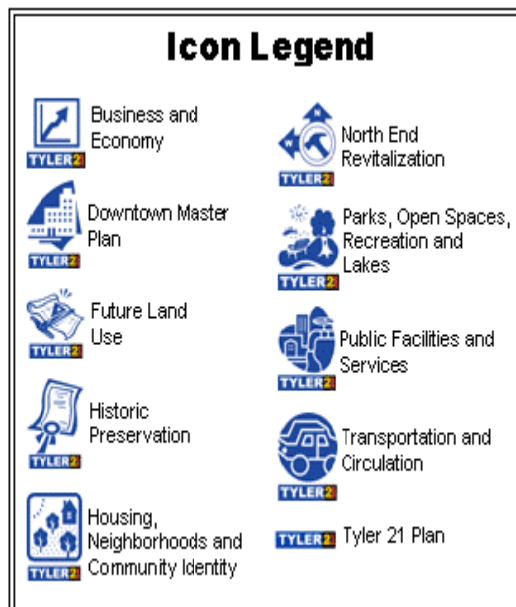 Icon Legend
Business and
Economy
TYLER21
Downtown Master
Plan
TYLER21
Future Land
Use
TYLER21
Historic
Preservation
TYLER21
Housing,
Neighborhoods and
Community Identity
TYLER21
N
W
North End
Revitalization
TYLER21
Parks, Open Spaces,
Recreation and
Lakes
TYLER21
Public Facilities and
Services
TYLER21
Transportation and
Circulation
TYLER21
TYLER21 Tyler 21 Plan